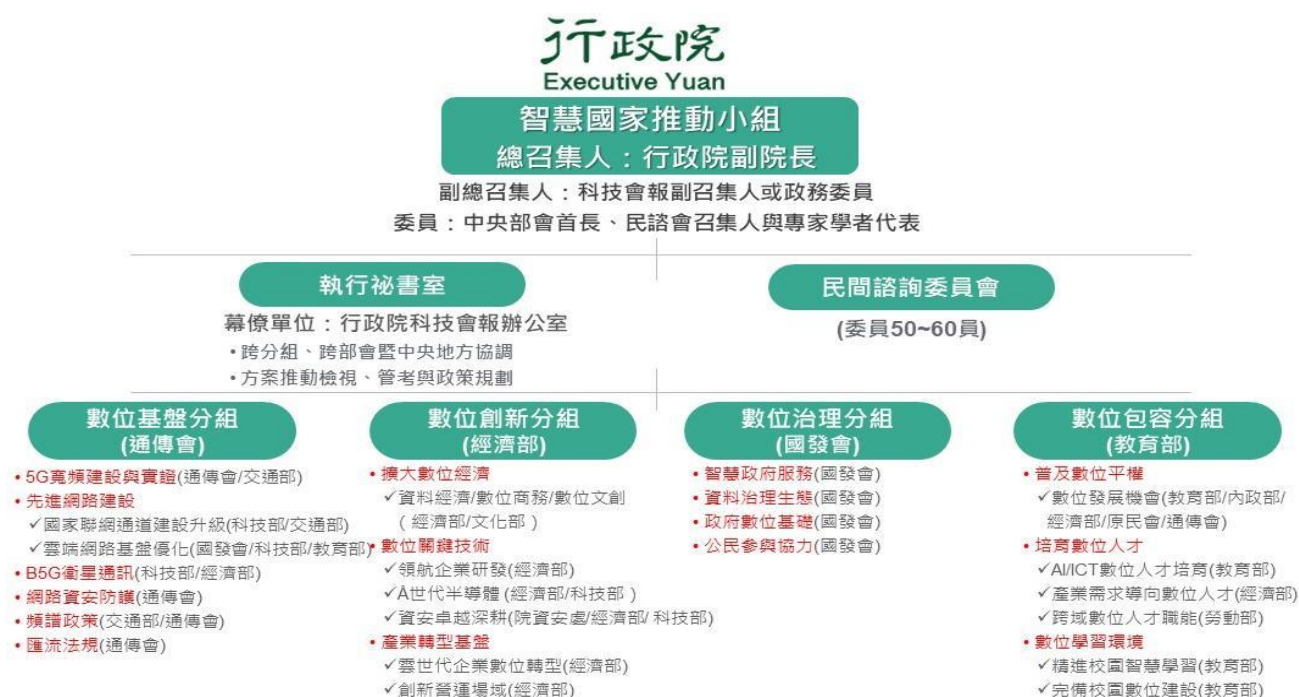 行政院
Executive Yuan
智慧國家推動小組
總召集人：行政院副院長
副總召集人：科技會報副召集人或政務委員
委員：中央部會首長、民諮會召集人與專家學者代表
執行祕書室
幕僚單位：行政院科技會報辦公室
•跨分組、跨部會暨中央地方協調
•方案推動檢視、管考與政策規劃
民間諮詢委員會
(委員50~60員)
數位基盤分組
(通傳會)
•5G寬頻建設與實證(通傳會/交通部)
•先進網路建設
✓國家聯網通道建設升級(科技部/交通部)
✓雲端網路基盤優化(國發會/科技部/教育部)
•B5G衛星通訊(科技部/經濟部)
•網路資安防護(通傳會)
•頻譜政策(交通部/通傳會)
•匯流法規(通傳會)
數位創新分組
(經濟部)
•擴大數位經濟
✓資料經濟/數位商務/數位文創
（經濟部/文化部）
•數位關鍵技術
✓領航企業研發(經濟部)
✓Å世代半導體(經濟部/科技部）
✓資安卓越深耕(院資安處/經濟部/科技部)
•產業轉型基盤
✓雲世代企業數位轉型(經濟部)
✓創新營運場域(經濟部)
數位治理分組
(國發會)
•智慧政府服務(國發會)
•資料治理生態(國發會)
•政府數位基礎(國發會)
•公民參與協力(國發會)
數位包容分組
(教育部)
•普及數位平權
✓數位發展機會(教育部/內政部/
經濟部/原民會/通傳會)
•培育數位人才
✓AI/ICT數位人才培育(教育部)
✓產業需求導向數位人才(經濟部)
✓跨域數位人才職能(勞動部)
•數位學習環境
✓精進校園智慧學習(教育部)
✓完備校園數位建設(教育部)